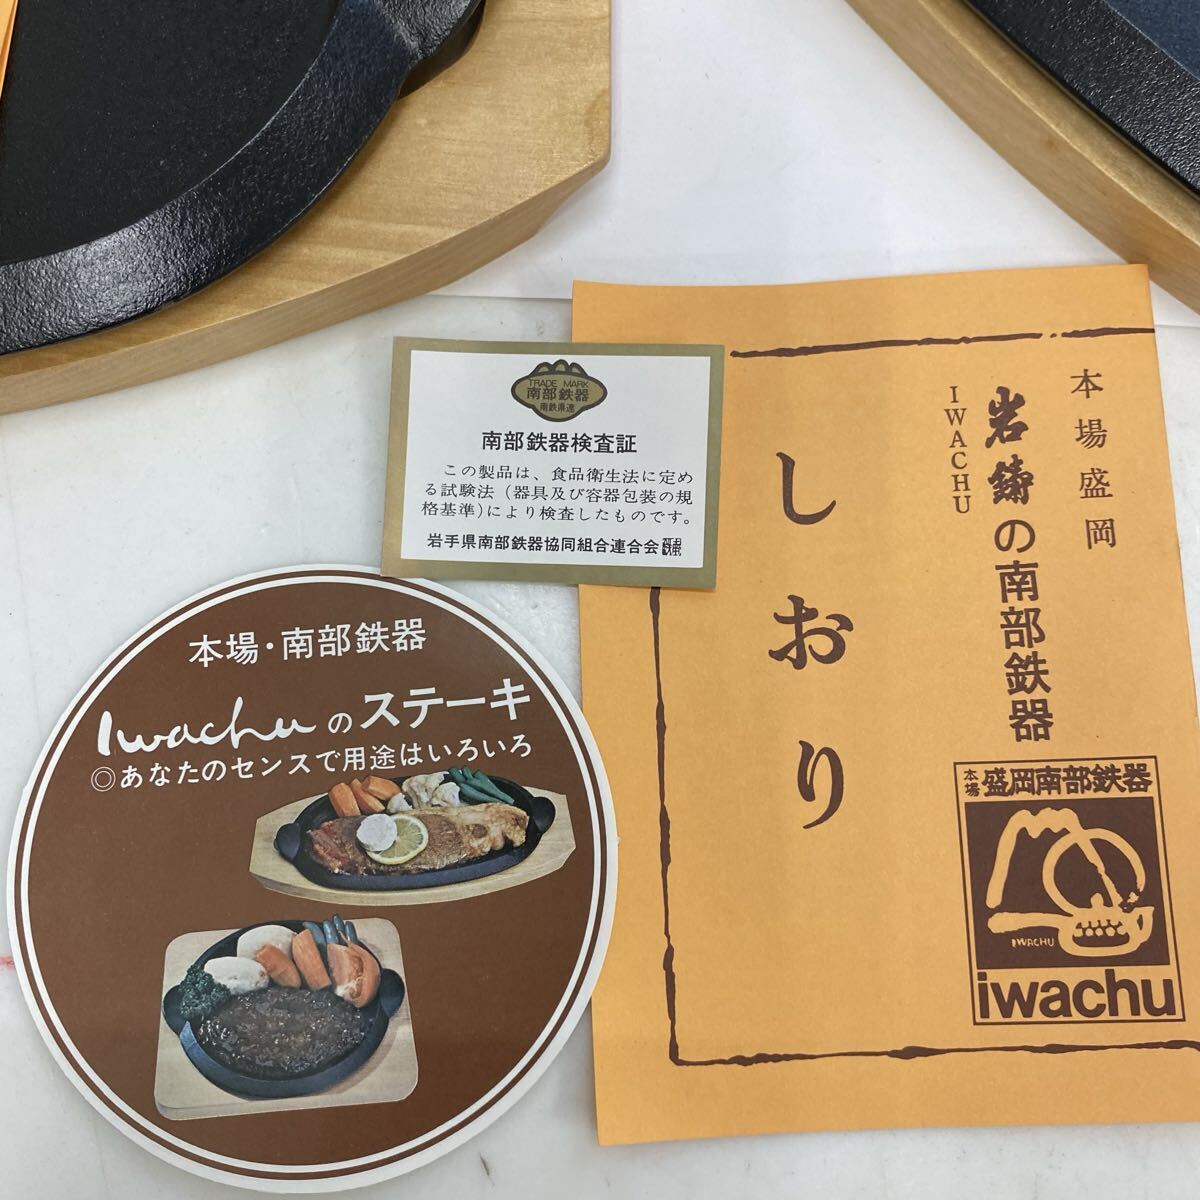 TRADE MARK
南部鉄器
南鉄県連
南部鉄器検査証
この製品は、食品衛生法に定め
る試験法（器具及び容器包装の規
格基準）により検査したものです。
岩手県南部鉄器協同組合連合会
本場・南部鉄器
Iwachuのステーキ
◎あなたのセンスで用途はいろいろ
本場盛岡
岩鋳の南部鉄器
IWACHU
しおり
本場
盛岡南部鉄器
IWACHU
iwachu